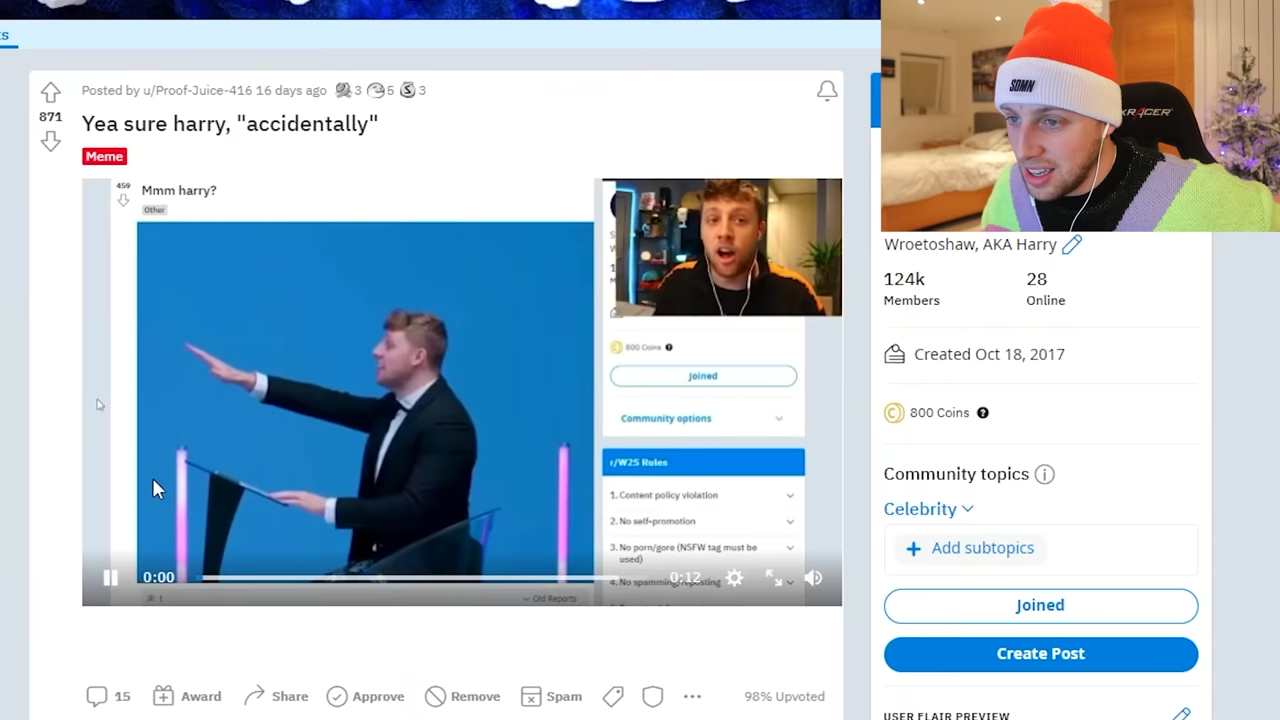 ts
Posted by u/Proof-Juice-416 16 days ago 3 5 3
871
Yea sure harry, "accidentally"
Meme
459
Mmm harry?
Other
800 Coins
Joined
Community options
r/W2S Rules
1. Content policy violation
2. No self-promotion
3. No porn/gore (NSFW tag must be
used)
4. No spamming/reposting
1
Old Reports
0:00
0:12
15 Award Share Approve Remove Spam 98% Upvoted
SDMN
Wroetoshaw, AKA Harry
124k
Members
28
Online
Created Oct 18, 2017
800 Coins
Community topics
Celebrity
Add subtopics
Joined
Create Post
USER FLAIR PREVIEW